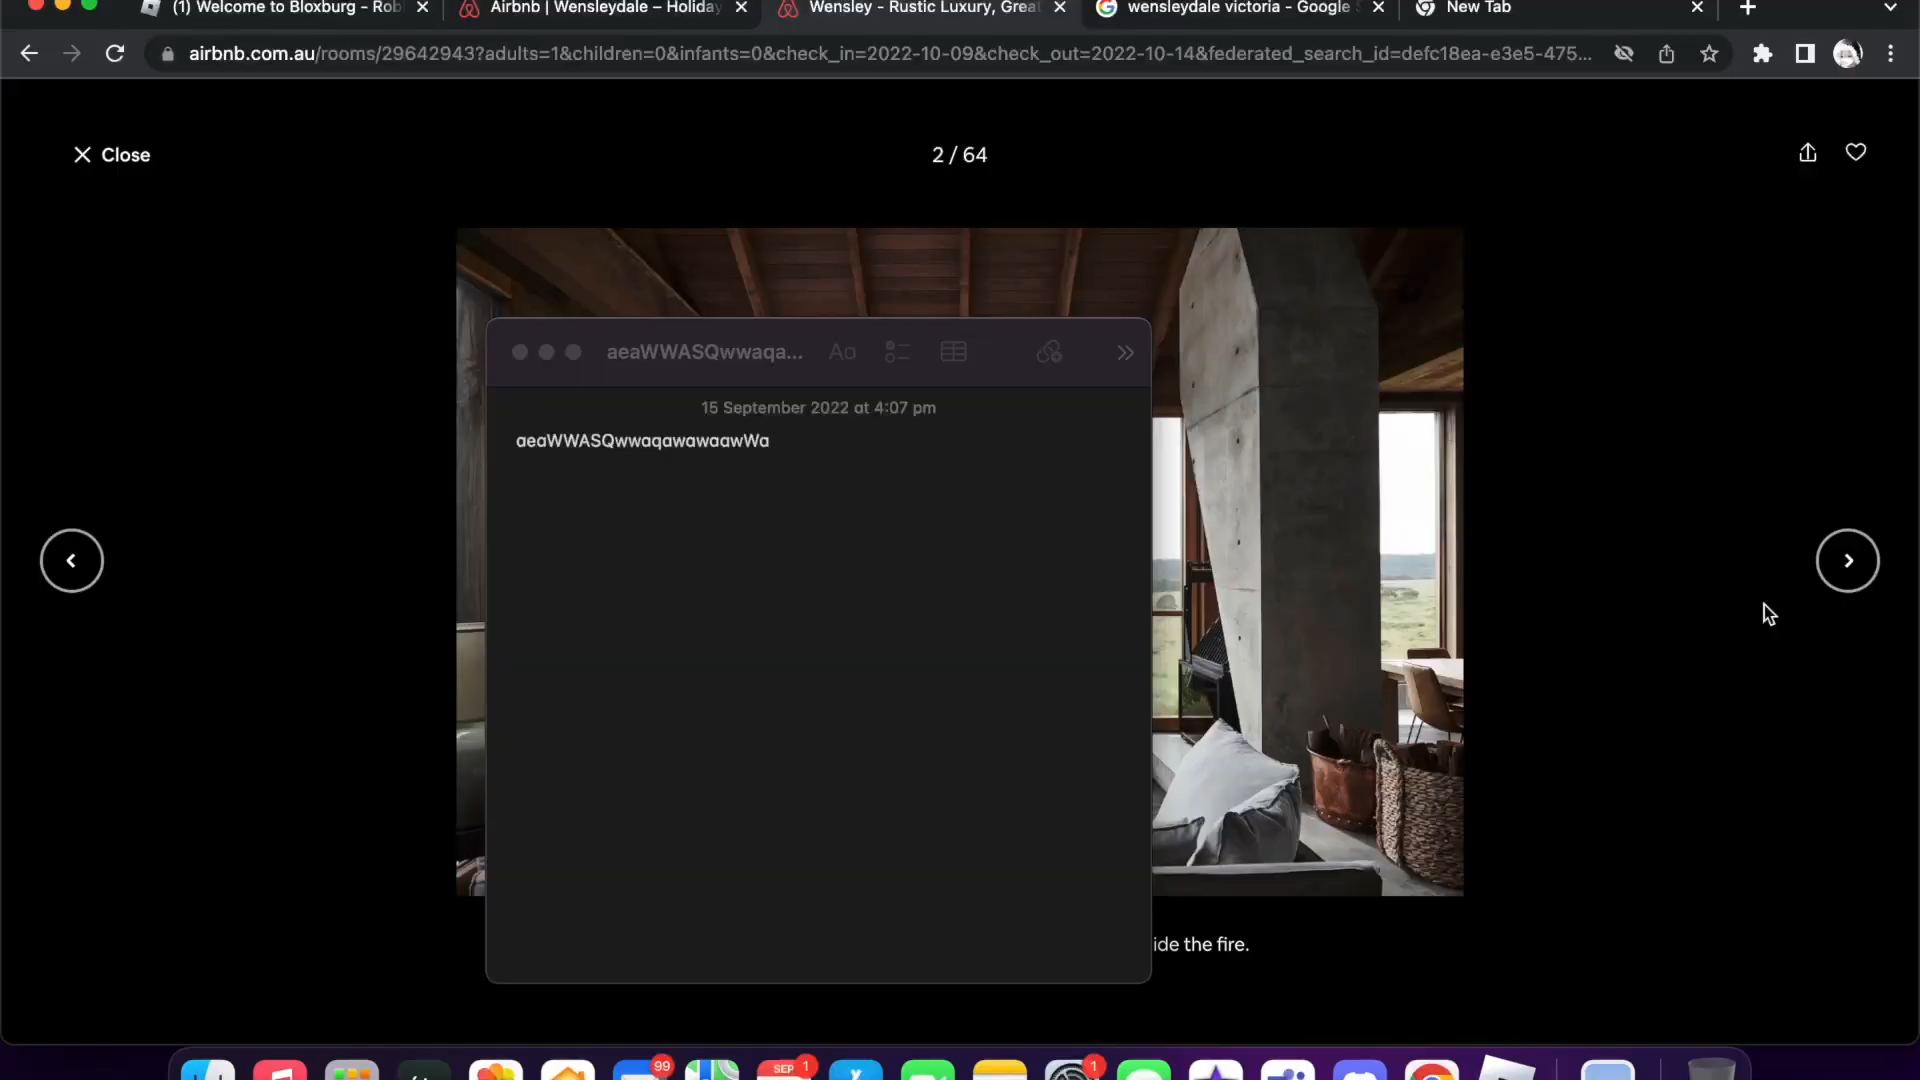 (1) Welcome to Bloxburg - Rob
Airbnb | Wensleydale – Holiday
Wensley - Rustic Luxury, Great
wensleydale victoria - Google S
New Tab
airbnb.com.au/rooms/29642943?adults=1&children=0&infants=0&check_in=2022-10-09&check_out=2022-10-14&federated_search_id=defc18ea-e3e5-475...
Close
2 / 64
aeaWWASQwwaqa...
Aa
15 September 2022 at 4:07 pm
aeaWWASQwwaqawawaawWa
ide the fire.
99
SEP
1
1